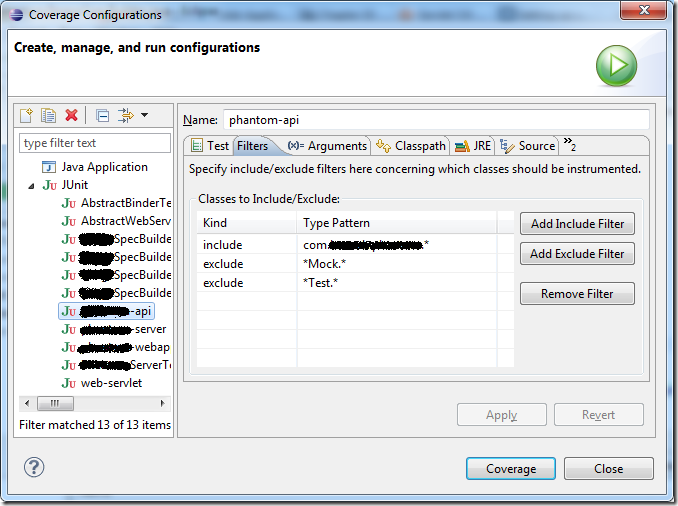 Coverage Configurations
Create, manage, and run configurations
type filter text
Java Application
JUnit
AbstractBinderTe
AbstractWebServ
SpecBuilde
SpecBuilde
SpecBuilde
SpecBuilde
-api
-server
-webap
ServerTe
web-servlet
Filter matched 13 of 13 items
Name: phantom-api
Test Filters (x)= Arguments Classpath JRE Source »2
Specify include/exclude filters here concerning which classes should be instrumented.
Classes to Include/Exclude:
Kind Type Pattern
include com. .*
exclude *Mock.*
exclude *Test.*
Add Include Filter
Add Exclude Filter
Remove Filter
Apply Revert
? Coverage Close